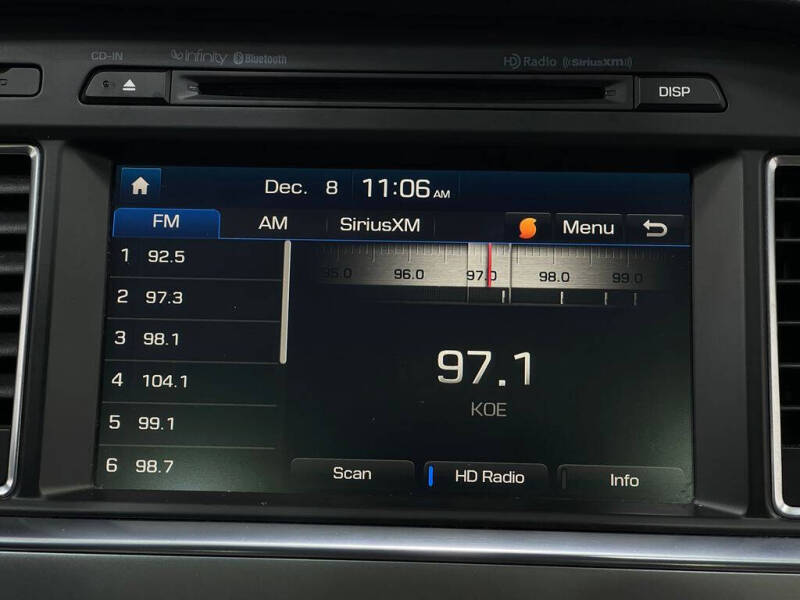 CD-IN Infinity Bluetooth HD Radio ((SiriusXM))
DISP
Dec. 8 11:06 AM
FM AM SiriusXM Menu
1 92.5
2 97.3
3 98.1
4 104.1
5 99.1
6 98.7
95.0 96.0 97.0 98.0 99.0
97.1
KOE
Scan HD Radio Info